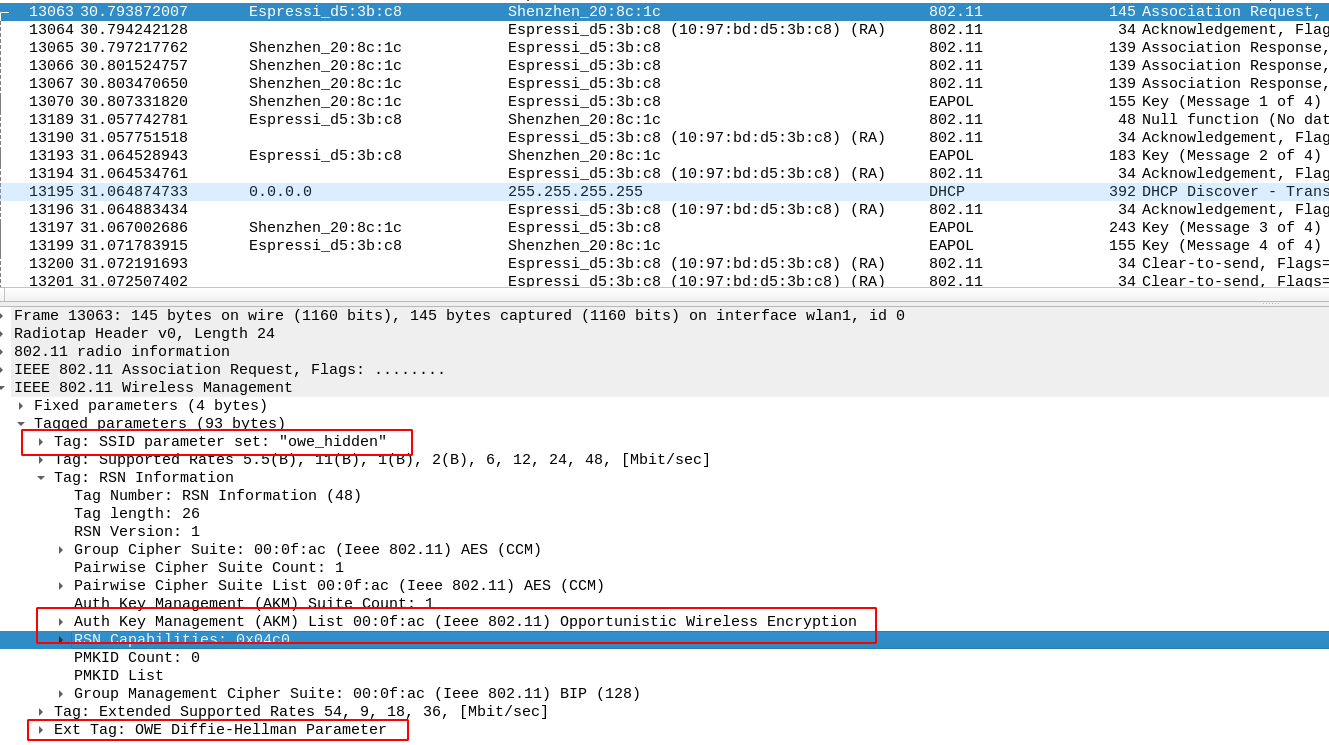 13063 30.793872007 Espressi_d5:3b:c8 Shenzhen_20:8c:1c 802.11 145 Association Request,
13064 30.794242128 Espressi_d5:3b:c8 (10:97:bd:d5:3b:c8) (RA) 802.11 34 Acknowledgement, Flag
13065 30.797217762 Shenzhen_20:8c:1c Espressi_d5:3b:c8 802.11 139 Association Response,
13066 30.801524757 Shenzhen_20:8c:1c Espressi_d5:3b:c8 802.11 139 Association Response,
13067 30.803470650 Shenzhen_20:8c:1c Espressi_d5:3b:c8 802.11 139 Association Response,
13070 30.807331820 Shenzhen_20:8c:1c Espressi_d5:3b:c8 EAPOL 155 Key (Message 1 of 4)
13189 31.057742781 Espressi_d5:3b:c8 Shenzhen_20:8c:1c 802.11 48 Null function (No dat
13190 31.057751518 Espressi_d5:3b:c8 (10:97:bd:d5:3b:c8) (RA) 802.11 34 Acknowledgement, Flag
13193 31.064528943 Espressi_d5:3b:c8 Shenzhen_20:8c:1c EAPOL 183 Key (Message 2 of 4)
13194 31.064534761 Espressi_d5:3b:c8 (10:97:bd:d5:3b:c8) (RA) 802.11 34 Acknowledgement, Flag
13195 31.064874733 0.0.0.0 255.255.255.255 DHCP 392 DHCP Discover - Trans
13196 31.064883434 Espressi_d5:3b:c8 (10:97:bd:d5:3b:c8) (RA) 802.11 34 Acknowledgement, Flag
13197 31.067002686 Shenzhen_20:8c:1c Espressi_d5:3b:c8 EAPOL 243 Key (Message 3 of 4)
13199 31.071783915 Espressi_d5:3b:c8 Shenzhen_20:8c:1c EAPOL 155 Key (Message 4 of 4)
13200 31.072191693 Espressi_d5:3b:c8 (10:97:bd:d5:3b:c8) (RA) 802.11 34 Clear-to-send, Flags=
13201 31.072507402 Espressi_d5:3b:c8 (10:97:bd:d5:3b:c8) (RA) 802.11 34 Clear-to-send, Flags=
Frame 13063: 145 bytes on wire (1160 bits), 145 bytes captured (1160 bits) on interface wlan1, id 0
Radiotap Header v0, Length 24
802.11 radio information
IEEE 802.11 Association Request, Flags: ........
IEEE 802.11 Wireless Management
Fixed parameters (4 bytes)
Tagged parameters (93 bytes)
Tag: SSID parameter set: "owe_hidden"
Tag: Supported Rates 5.5(B), 11(B), 1(B), 2(B), 6, 12, 24, 48, [Mbit/sec]
Tag: RSN Information
Tag Number: RSN Information (48)
Tag length: 26
RSN Version: 1
Group Cipher Suite: 00:0f:ac (Ieee 802.11) AES (CCM)
Pairwise Cipher Suite Count: 1
Pairwise Cipher Suite List 00:0f:ac (Ieee 802.11) AES (CCM)
Auth Key Management (AKM) Suite Count: 1
Auth Key Management (AKM) List 00:0f:ac (Ieee 802.11) Opportunistic Wireless Encryption
RSN Capabilities: 0x04c0
PMKID Count: 0
PMKID List
Group Management Cipher Suite: 00:0f:ac (Ieee 802.11) BIP (128)
Tag: Extended Supported Rates 54, 9, 18, 36, [Mbit/sec]
Ext Tag: OWE Diffie-Hellman Parameter